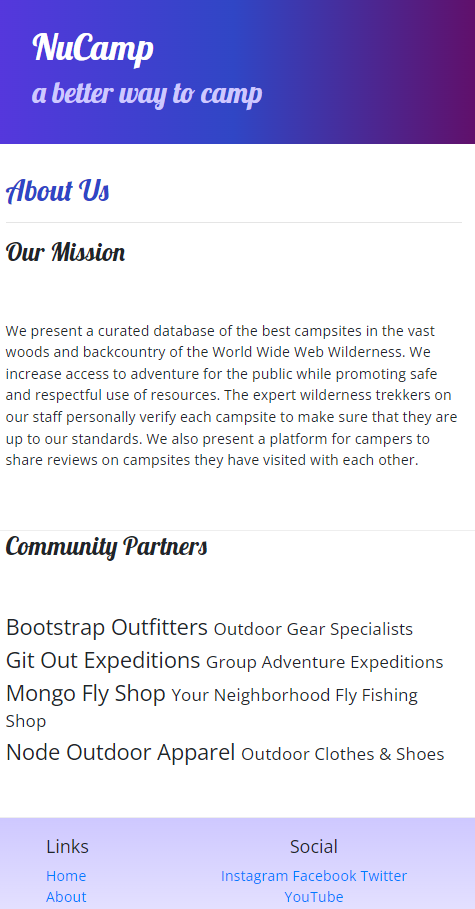 NuCamp
a better way to camp
About Us
Our Mission
We present a curated database of the best campsites in the vast
woods and backcountry of the World Wide Web Wilderness. We
increase access to adventure for the public while promoting safe
and respectful use of resources. The expert wilderness trekkers on
our staff personally verify each campsite to make sure that they are
up to our standards. We also present a platform for campers to
share reviews on campsites they have visited with each other.
Community Partners
Bootstrap Outfitters Outdoor Gear Specialists
Git Out Expeditions Group Adventure Expeditions
Mongo Fly Shop Your Neighborhood Fly Fishing
Shop
Node Outdoor Apparel Outdoor Clothes & Shoes
Links
Home
About
Social
Instagram Facebook Twitter
YouTube